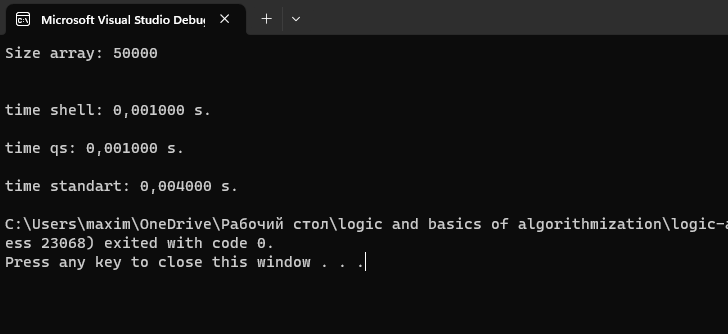 Microsoft Visual Studio Debug
Size array: 50000
time shell: 0,001000 s.
time qs: 0,001000 s.
time standart: 0,004000 s.
C:\Users\maxim\OneDrive\Рабочий стол\logic and basics of algorithmization\logic-a
ess 23068) exited with code 0.
Press any key to close this window . . .